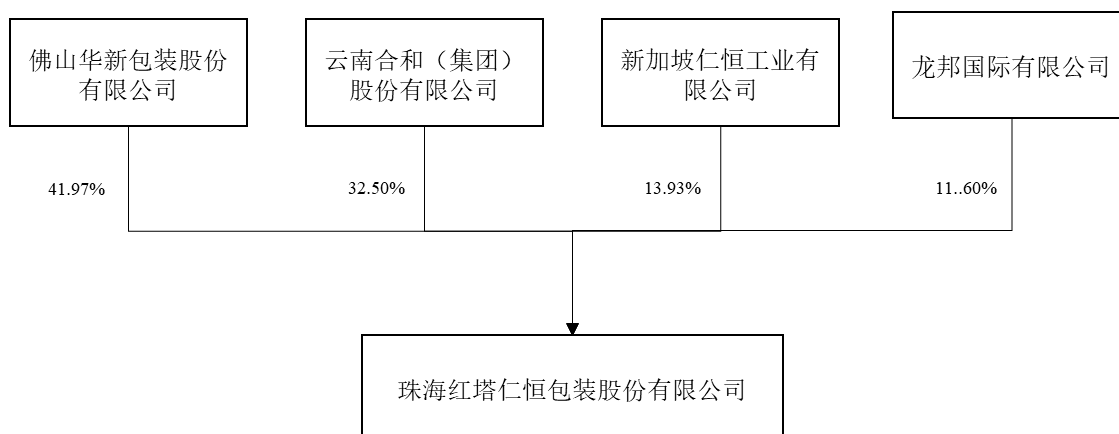 佛山华新包装股份
有限公司
云南合和（集团）
股份有限公司
新加坡仁恒工业有
限公司
龙邦国际有限公司
41.97%
32.50%
13.93%
11..60%
珠海红塔仁恒包装股份有限公司